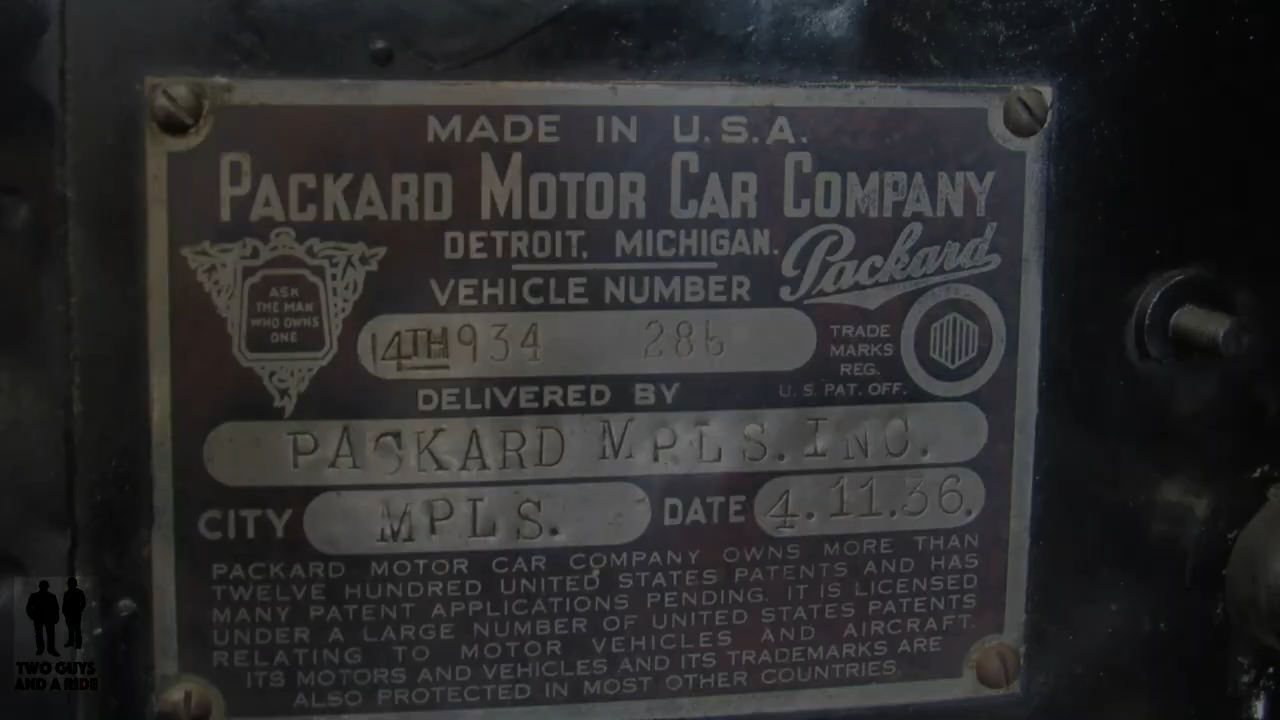 MADE IN U.S.A.
PACKARD MOTOR CAR COMPANY
DETROIT, MICHIGAN.
Packard
VEHICLE NUMBER
ASK
THE MAN
WHO OWNS
ONE
14TH934 286
TRADE
MARKS
REG.
U.S. PAT. OFF.
DELIVERED BY
PACKARD MPLS. INC.
CITY MPLS. DATE 4.11.36.
PACKARD MOTOR CAR COMPANY OWNS MORE THAN
TWELVE HUNDRED UNITED STATES PATENTS AND HAS
MANY PATENT APPLICATIONS PENDING. IT IS LICENSED
UNDER A LARGE NUMBER OF UNITED STATES PATENTS
RELATING TO MOTOR VEHICLES AND AIRCRAFT.
ITS MOTORS AND VEHICLES AND ITS TRADEMARKS ARE
ALSO PROTECTED IN MOST OTHER COUNTRIES.
TWO GUYS
AND A RIDE